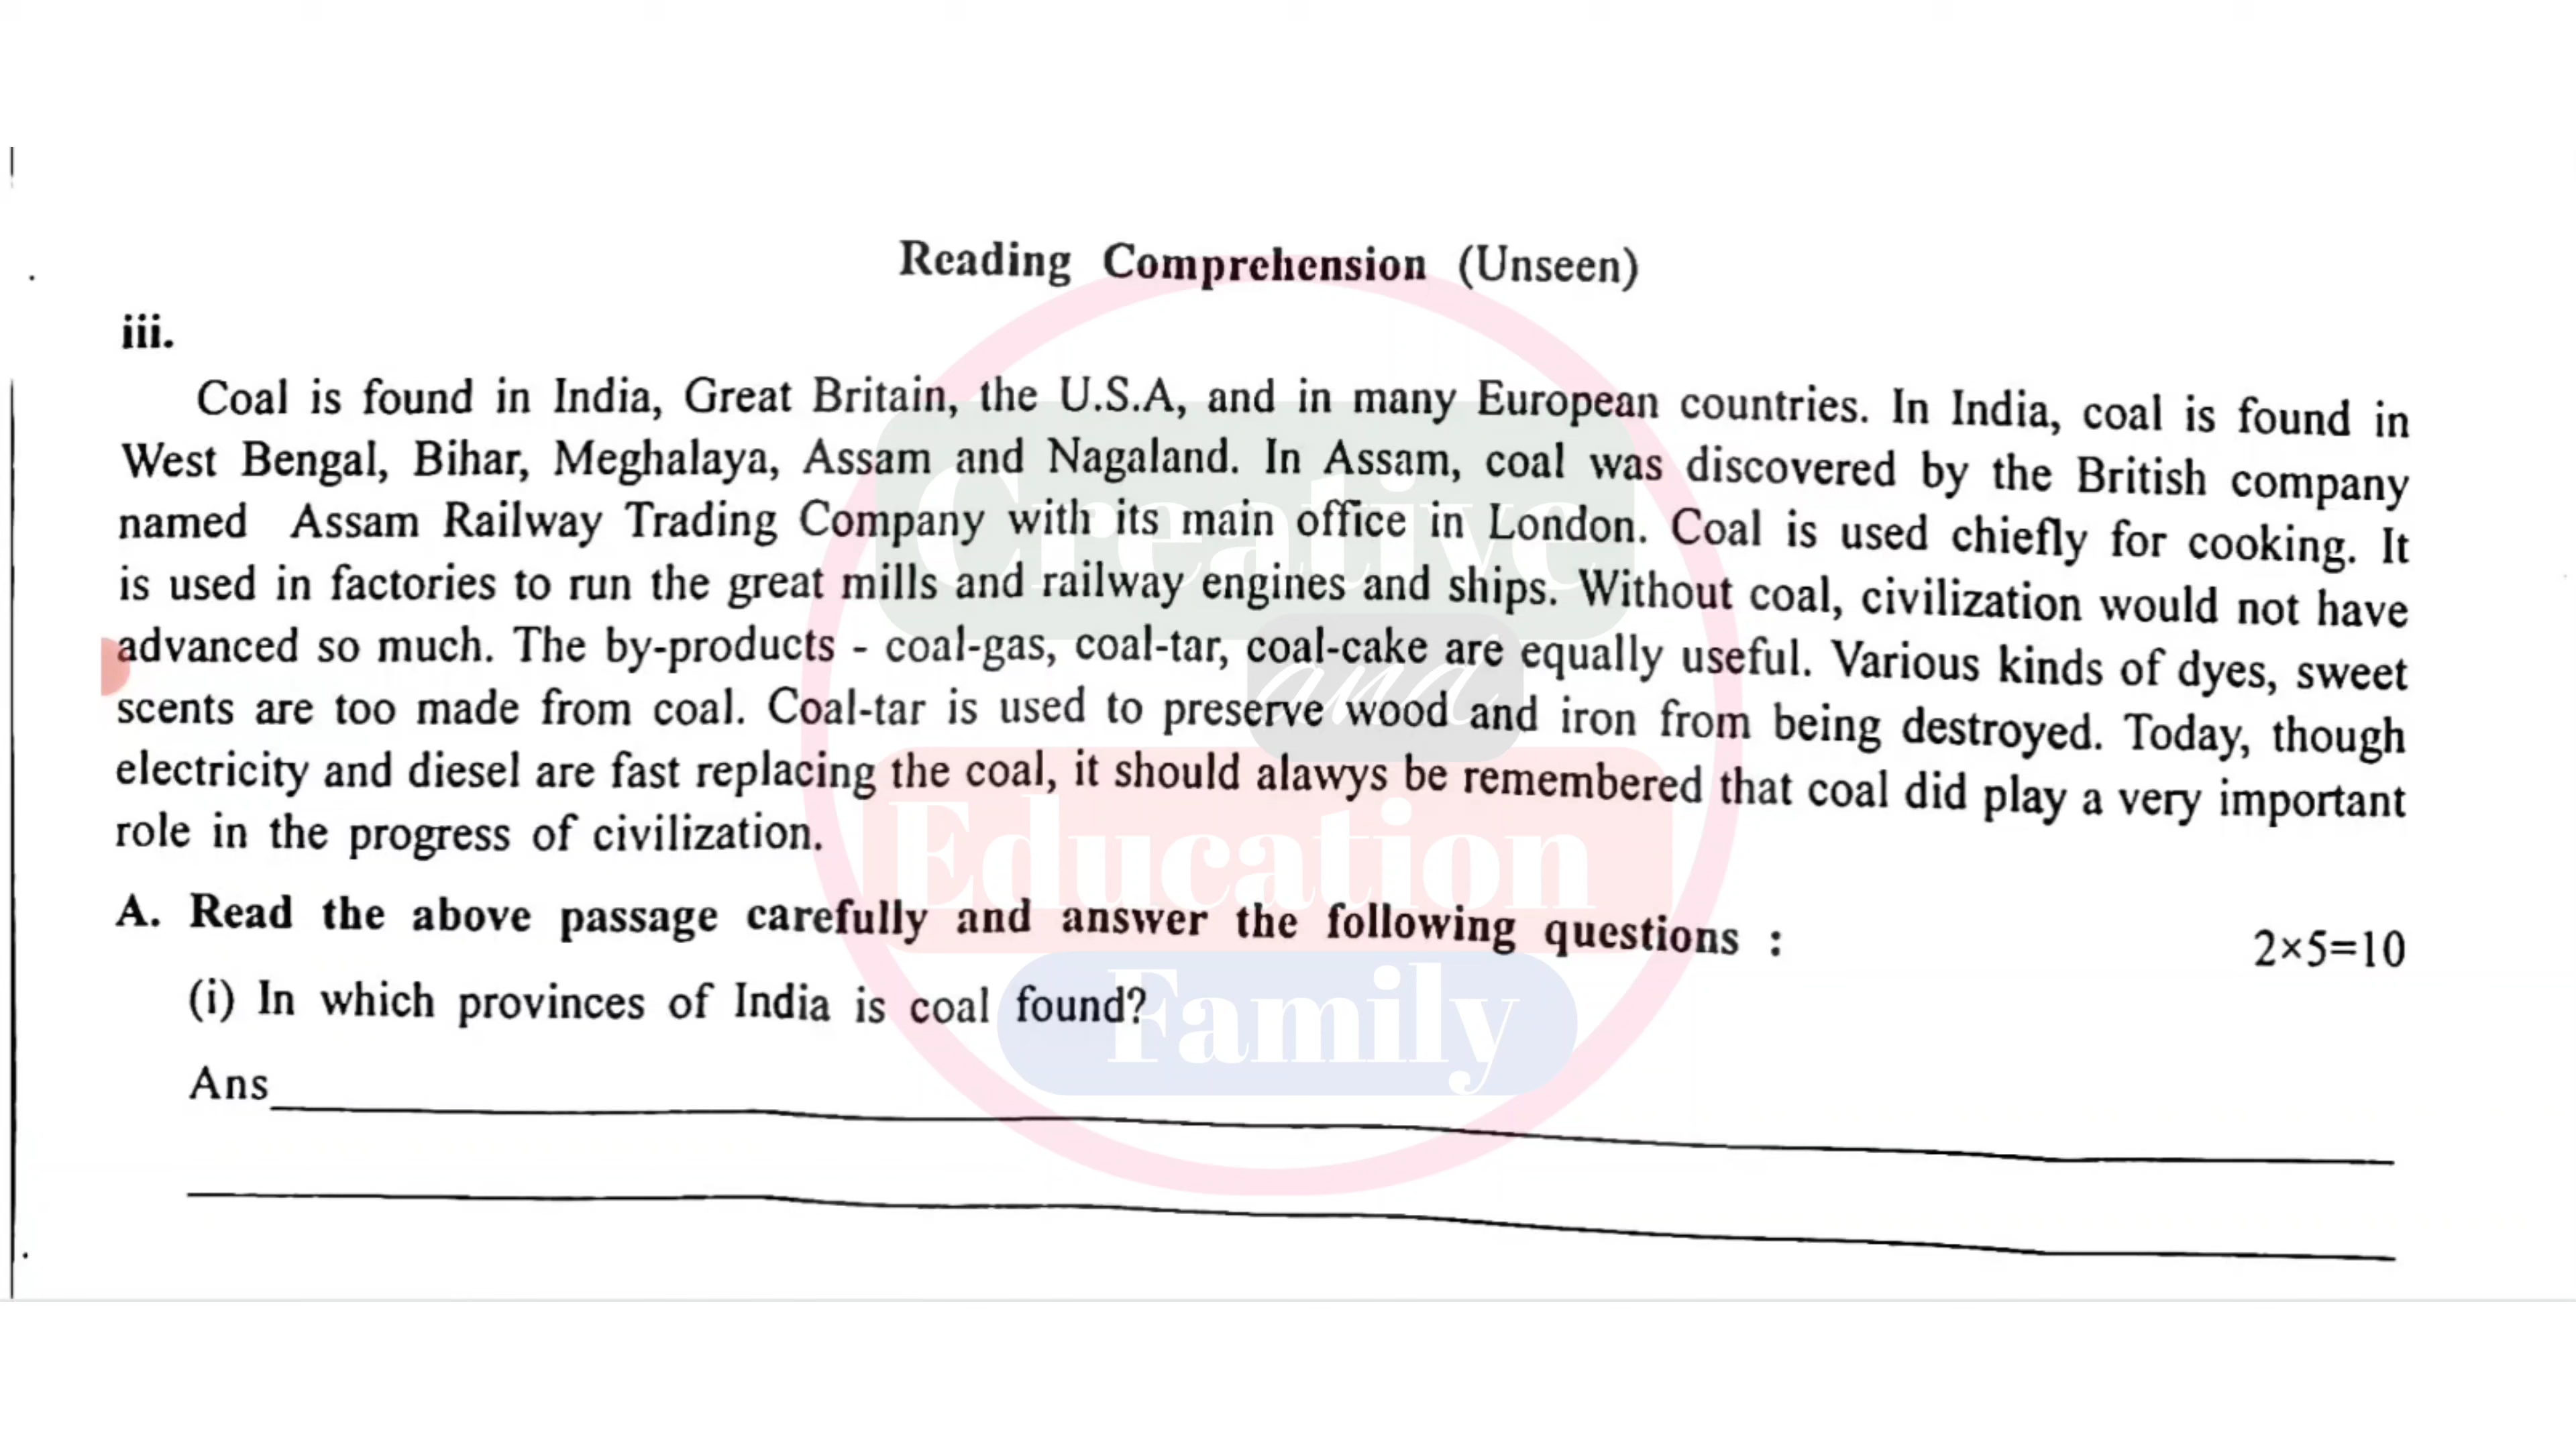 Reading Comprehension (Unseen)
iii.
Coal is found in India, Great Britain, the U.S.A, and in many European countries. In India, coal is found in
West Bengal, Bihar, Meghalaya, Assam and Nagaland. In Assam, coal was discovered by the British company
named Assam Railway Trading Company with its main office in London. Coal is used chiefly for cooking. It
is used in factories to run the great mills and railway engines and ships. Without coal, civilization would not have
advanced so much. The by-products - coal-gas, coal-tar, coal-cake are equally useful. Various kinds of dyes, sweet
scents are too made from coal. Coal-tar is used to preserve wood and iron from being destroyed. Today, though
electricity and diesel are fast replacing the coal, it should alawys be remembered that coal did play a very important
role in the progress of civilization.
A. Read the above passage carefully and answer the following questions : 2×5=10
(i) In which provinces of India is coal found?
Ans
Creative
and
Education
Family